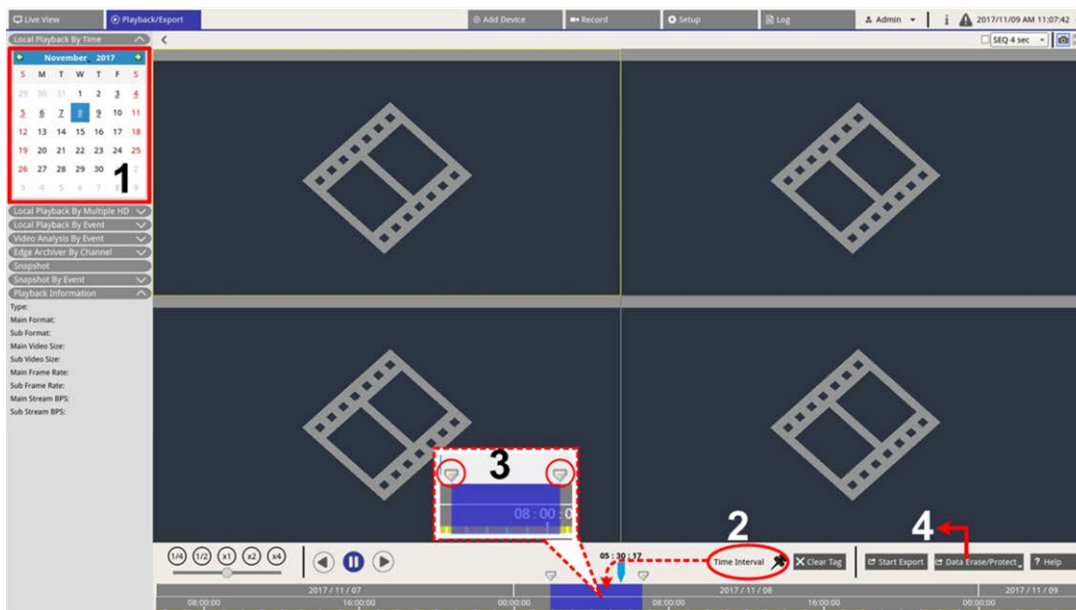 Live View
Playback/Export
Add Device
Record
Setup
Log
Admin
i
2017/11/09 AM 11:07:42
Local Playback By Time
SEQ 4 sec
November, 2017
S M T W T F S
29 30 31 1 2 3 4
5 6 7 8 9 10 11
12 13 14 15 16 17 18
19 20 21 22 23 24 25
26 27 28 29 30 2
3 4 5 6 7 8 9
1
Local Playback By Multiple HD
Local Playback By Event
Video Analysis By Event
Edge Archiver By Channel
Snapshot
Snapshot By Event
Playback Information
Type:
Main Format:
Sub Format:
Main Video Size:
Sub Video Size:
Main Frame Rate:
Sub Frame Rate:
Main Stream BPS:
Sub Stream BPS:
3
08 : 00 : 0
2
4
1/4 1/2 x1 x2 x4
05 : 30 : 17
Time Interval
Clear Tag
Start Export
Data Erase/Protect
? Help
2017 / 11 / 07
2017 / 11 / 08
2017 / 11 / 09
08:00:00
16:00:00
00:00:00
08:00:00
16:00:00
00:00:00